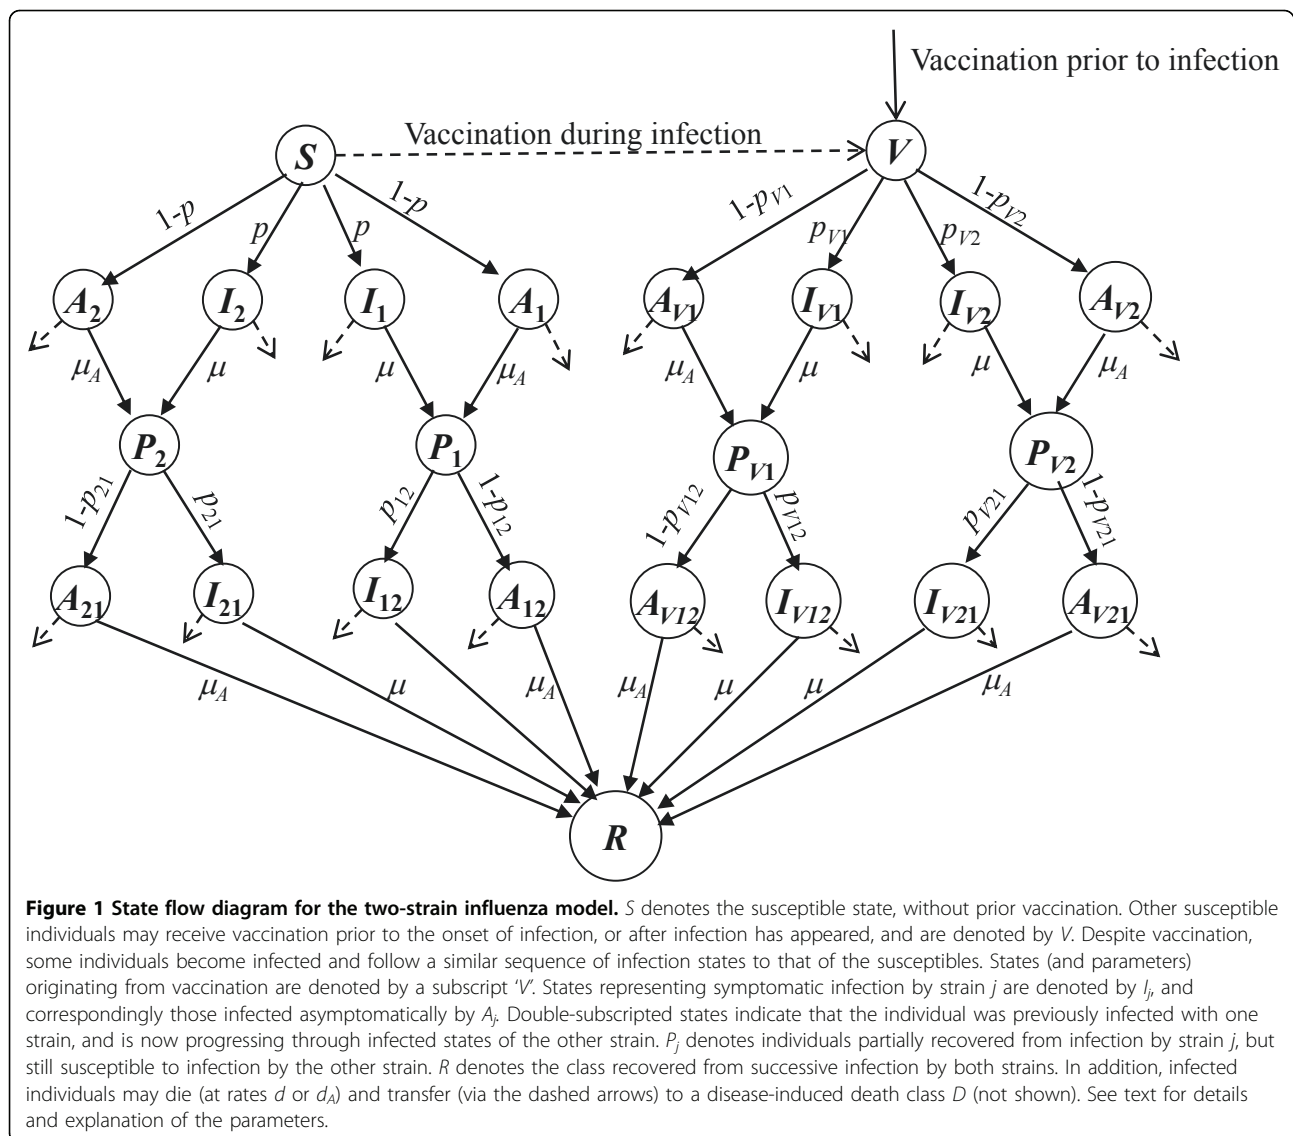 Vaccination prior to infection
Vaccination during infection
S
V
1-p
p
p
1-p
1-pV1
pV1
pV2
1-pV2
A2
I2
I1
A1
AV1
IV1
IV2
AV2
μA
μ
μ
μA
μA
μ
μ
μA
P2
P1
PV1
PV2
1-p21
p21
p12
1-p12
1-pV12
pV12
pV21
1-pV21
A21
I21
I12
A12
AV12
IV12
IV21
AV21
μA
μ
μA
μA
μ
μ
μA
R
Figure 1 State flow diagram for the two-strain influenza model. S denotes the susceptible state, without prior vaccination. Other susceptible
individuals may receive vaccination prior to the onset of infection, or after infection has appeared, and are denoted by V. Despite vaccination,
some individuals become infected and follow a similar sequence of infection states to that of the susceptibles. States (and parameters)
originating from vaccination are denoted by a subscript 'V'. States representing symptomatic infection by strain j are denoted by Ij, and
correspondingly those infected asymptomatically by Aj. Double-subscripted states indicate that the individual was previously infected with one
strain, and is now progressing through infected states of the other strain. Pj denotes individuals partially recovered from infection by strain j, but
still susceptible to infection by the other strain. R denotes the class recovered from successive infection by both strains. In addition, infected
individuals may die (at rates d or dA) and transfer (via the dashed arrows) to a disease-induced death class D (not shown). See text for details
and explanation of the parameters.